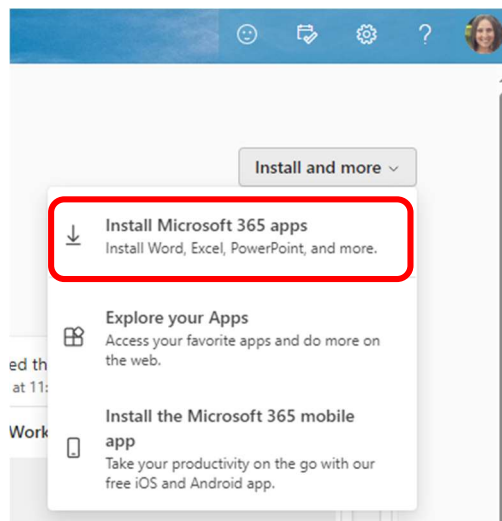 ?
Install and more
Install Microsoft 365 apps
Install Word, Excel, PowerPoint, and more.
Explore your Apps
Access your favorite apps and do more on
the web.
ed th
at 11:
Install the Microsoft 365 mobile
app
Work
Take your productivity on the go with our
free iOS and Android app.